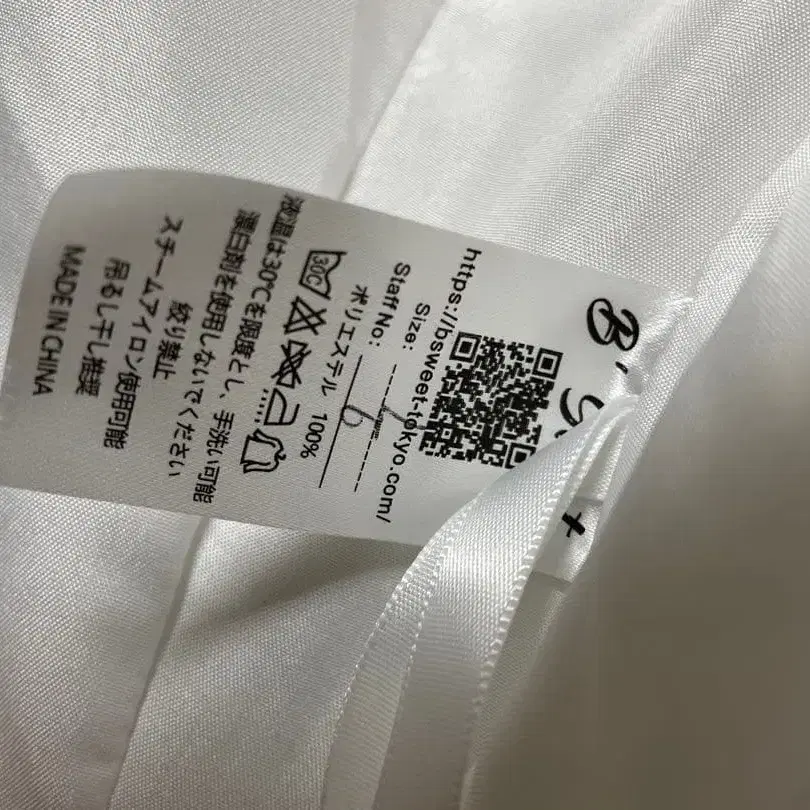 B' S t
https://bsweet-tokyo.com/
Size: L
Staff No: 6
ポリエステル 100%
30C
液温は30℃を限度とし、手洗い可能
漂白剤を使用しないでください
絞り禁止
スチームアイロン使用可能
吊るし干し推奨
MADE IN CHINA